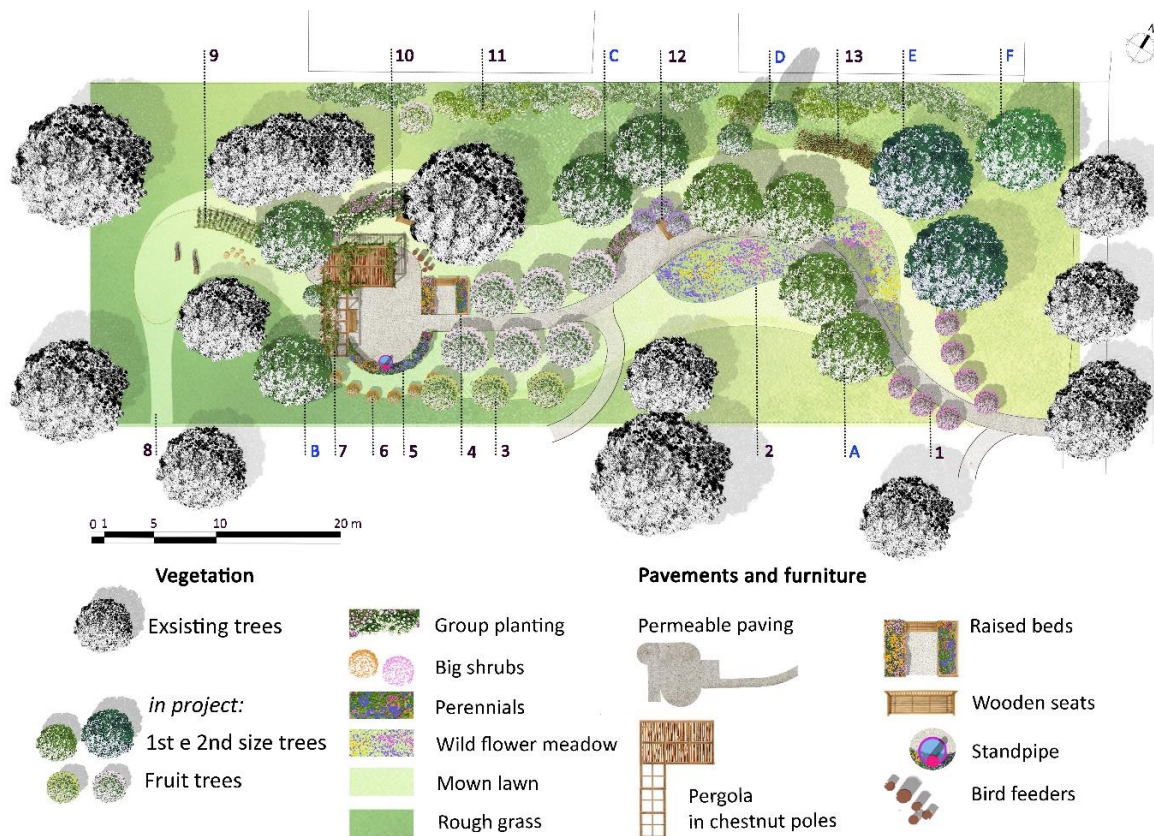 9 10 11 C 12 D 13 E F
N
8 B 7 6 5 4 3 2 A 1
0 1 5 10 20 m
Vegetation
Exsisting trees
in project:
1st e 2nd size trees
Fruit trees
Group planting
Big shrubs
Perennials
Wild flower meadow
Mown lawn
Rough grass
Pavements and furniture
Permeable paving
Pergola
in chestnut poles
Raised beds
Wooden seats
Standpipe
Bird feeders